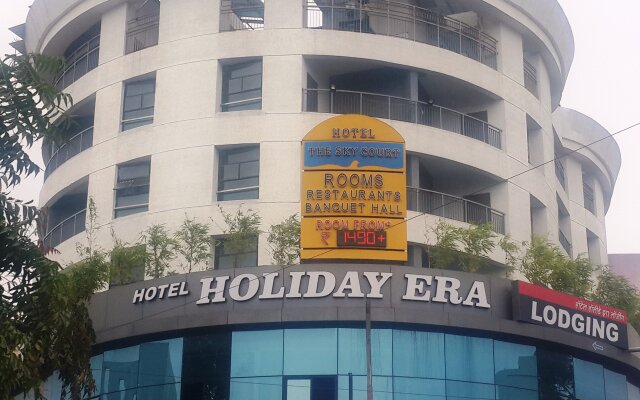 HOTEL
THE SKY COURT
ROOMS
RESTAURANTS
BANQUET HALL
ROOM FROM*
₹ 1490+
HOTEL HOLIDAY ERA
LODGING